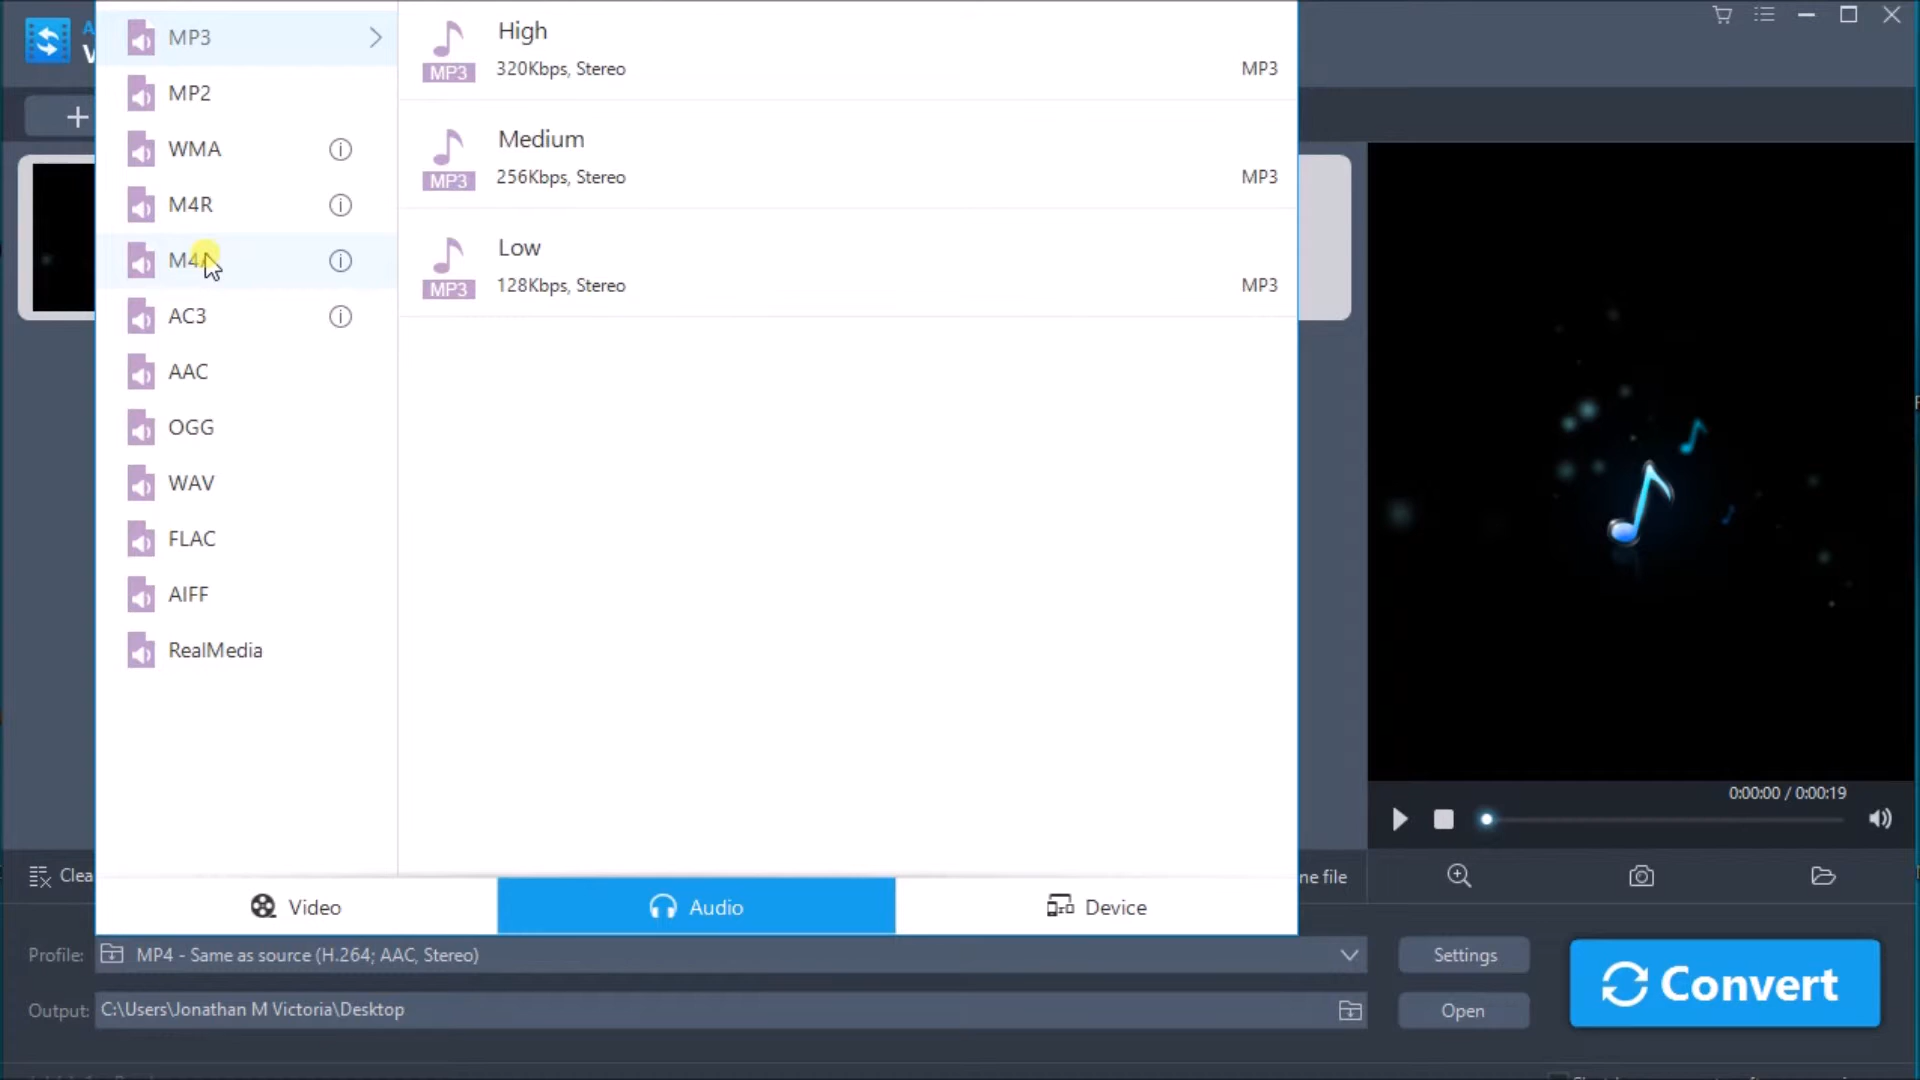 MP3
MP2
WMA
M4R
AC3
AAC
OGG
WAV
FLAC
AIFF
RealMedia
High
MP3
320Kbps, Stereo
MP3
Medium
MP3
256Kbps, Stereo
MP3
Low
MP3
128Kbps, Stereo
MP3
0:00:00 / 0:00:19
Clea
ne file
Video
Audio
Device
Profile:
MP4 - Same as source (H.264; AAC, Stereo)
Settings
Convert
Output:
C:\Users\Jonathan M Victoria\Desktop
Open